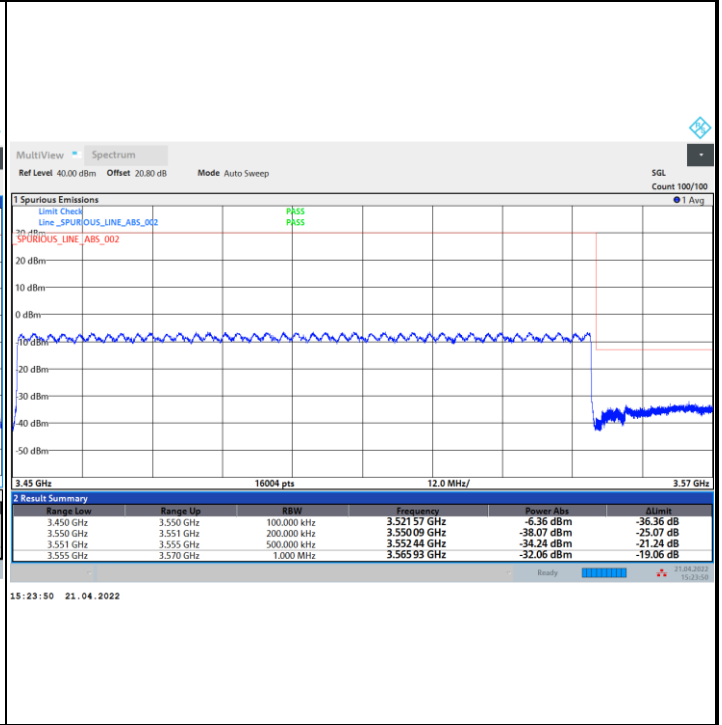 MultiView Spectrum
Ref Level 40.00 dBm Offset 20.80 dB Mode Auto Sweep SGL
Count 100/100
1 Spurious Emissions 1 Avg
Limit Check PASS
Line _SPURIOUS_LINE_ABS_002 PASS
30 dBm
_SPURIOUS_LINE_ABS_002
20 dBm
10 dBm
0 dBm
-10 dBm
-20 dBm
-30 dBm
-40 dBm
-50 dBm
3.45 GHz 16004 pts 12.0 MHz/ 3.57 GHz
2 Result Summary
Range Low Range Up RBW Frequency Power Abs ΔLimit
3.450 GHz 3.550 GHz 100.000 kHz 3.521 57 GHz -6.36 dBm -36.36 dB
3.550 GHz 3.551 GHz 200.000 kHz 3.550 09 GHz -38.07 dBm -25.07 dB
3.551 GHz 3.555 GHz 500.000 kHz 3.552 44 GHz -34.24 dBm -21.24 dB
3.555 GHz 3.570 GHz 1.000 MHz 3.565 93 GHz -32.06 dBm -19.06 dB
Ready 21.04.2022
15:23:50
15:23:50 21.04.2022